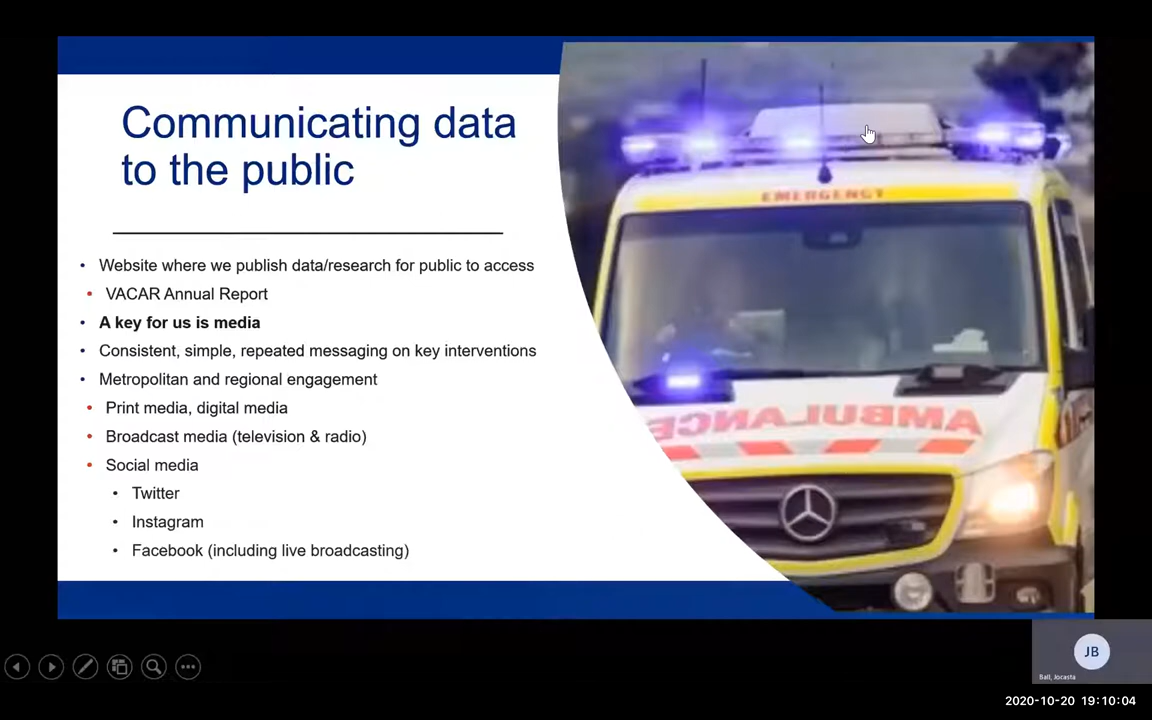 Communicating data
to the public
Website where we publish data/research for public to access
VACAR Annual Report
A key for us is media
Consistent, simple, repeated messaging on key interventions
Metropolitan and regional engagement
Print media, digital media
Broadcast media (television & radio)
Social media
Twitter
Instagram
Facebook (including live broadcasting)
EMERGENCY
AMBULANCE
JB
Ball, Jocasta
2020-10-20 19:10:04